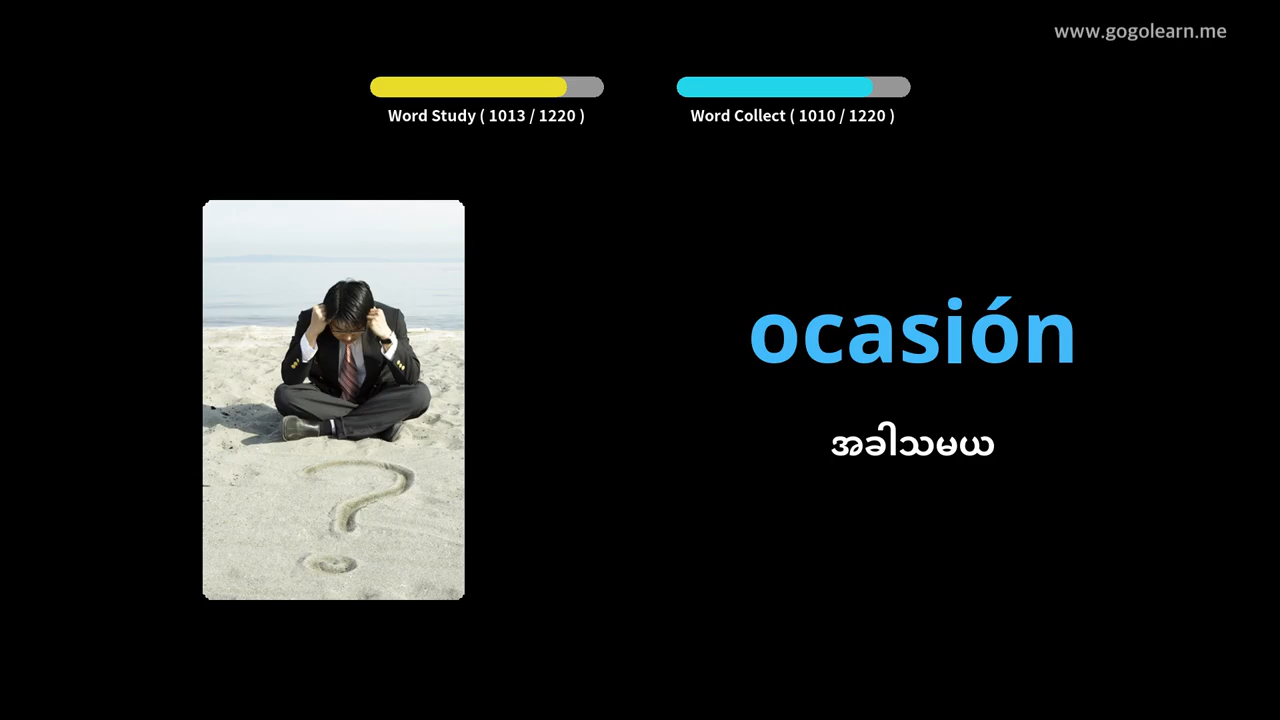 www.gogolearn.me
Word Study ( 1013 / 1220 )
Word Collect ( 1010 / 1220 )
ocasión
အခါသမယ
?